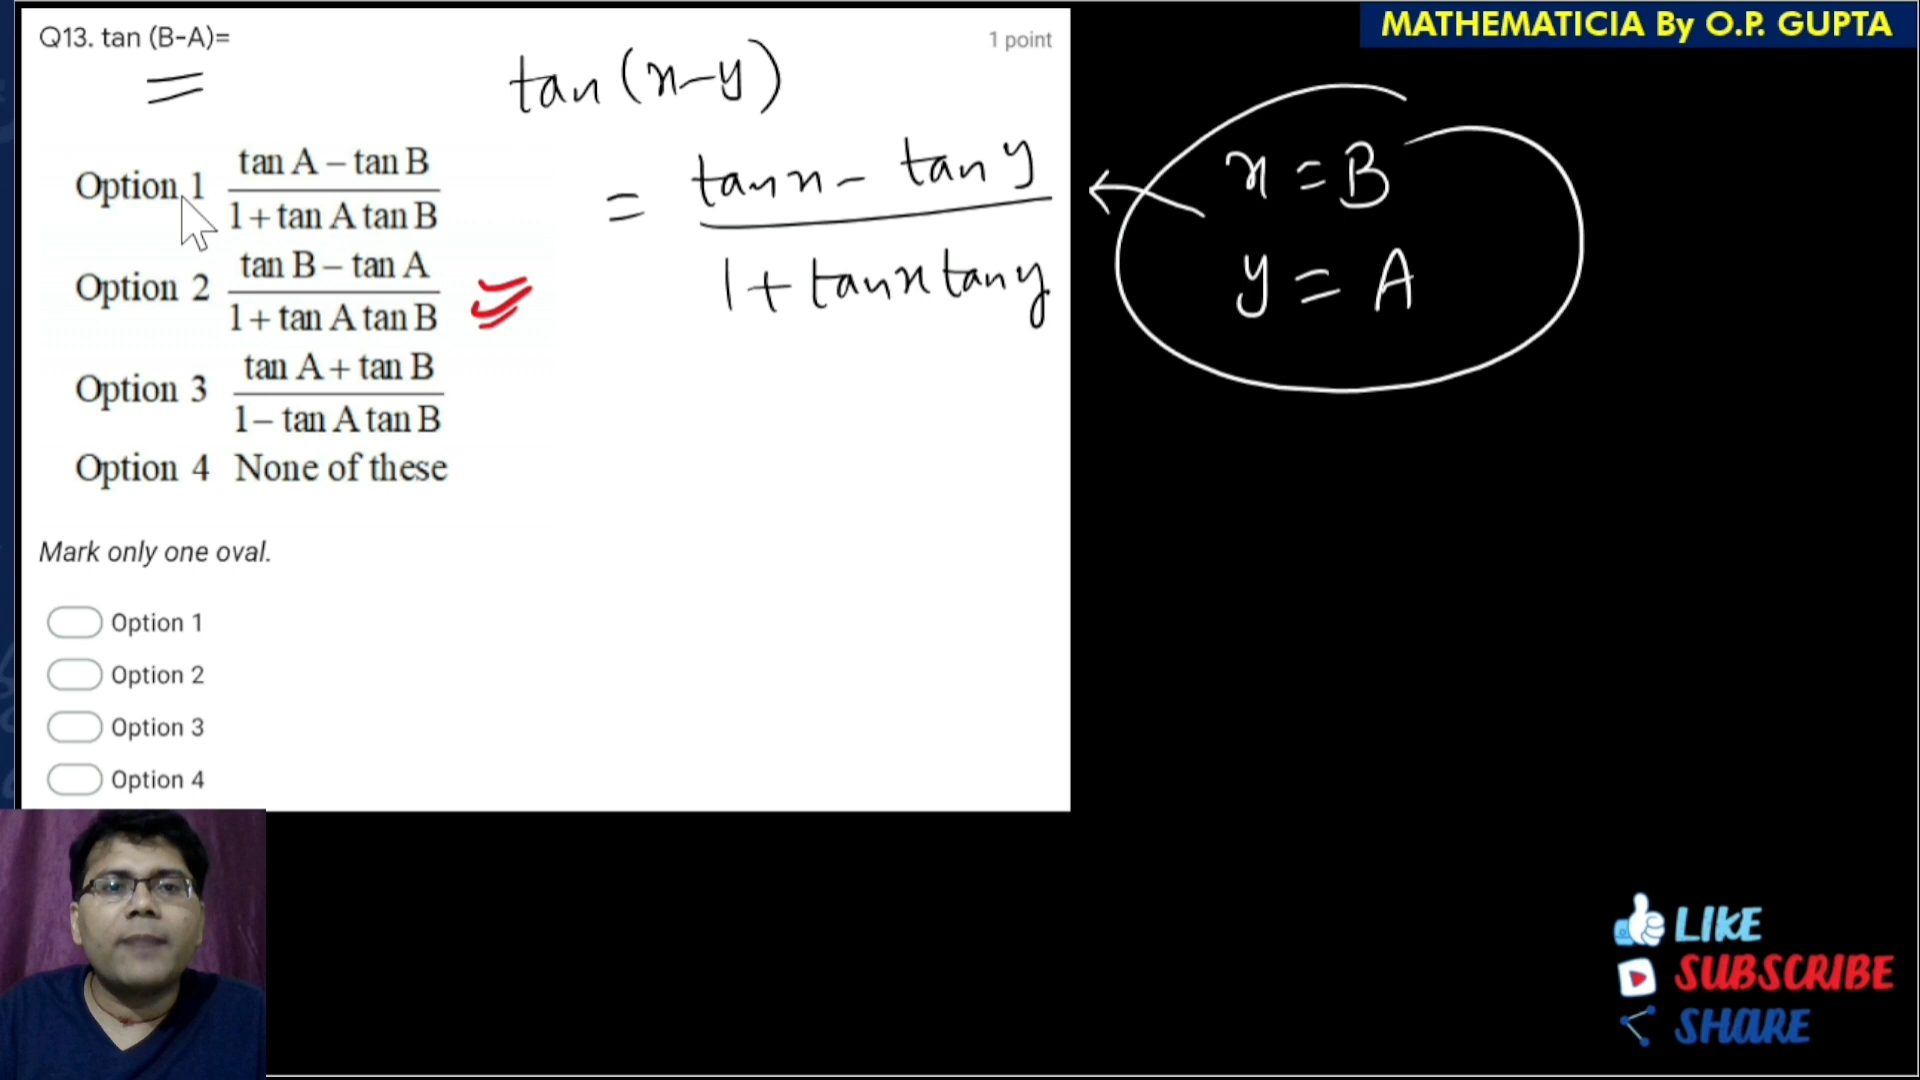 MATHEMATICIA By O.P. GUPTA
Q13. tan (B-A)=
1 point
=
tan (x-y)
= tan x - tan y
1 + tan x tan y
x = B
y = A
Option 1 tan A – tan B
1 + tan A tan B
Option 2 tan B – tan A
1 + tan A tan B
Option 3 tan A + tan B
1 – tan A tan B
Option 4 None of these
Mark only one oval.
Option 1
Option 2
Option 3
Option 4
LIKE
SUBSCRIBE
SHARE